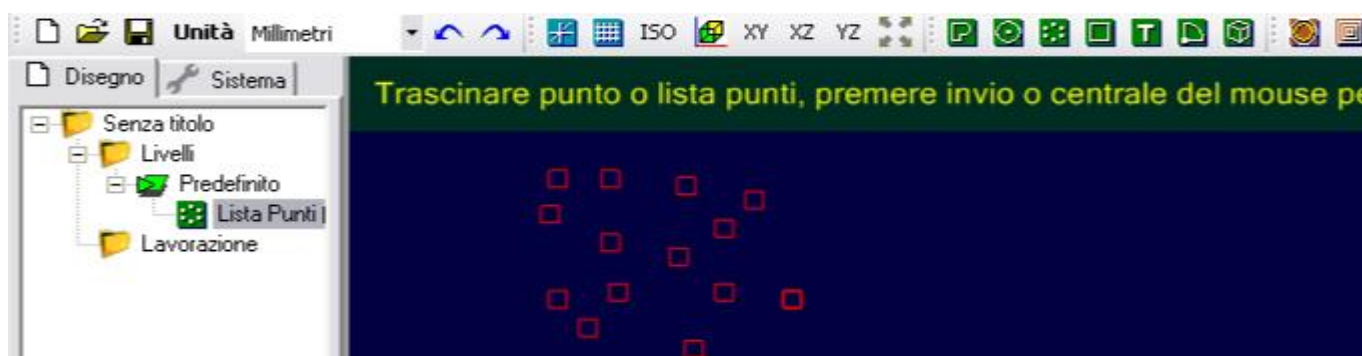 Unità Millimetri ISO XY XZ YZ
Disegno Sistema
Trascinare punto o lista punti, premere invio o centrale del mouse
Senza titolo
Livelli
Predefinito
Lista Punti
Lavorazione